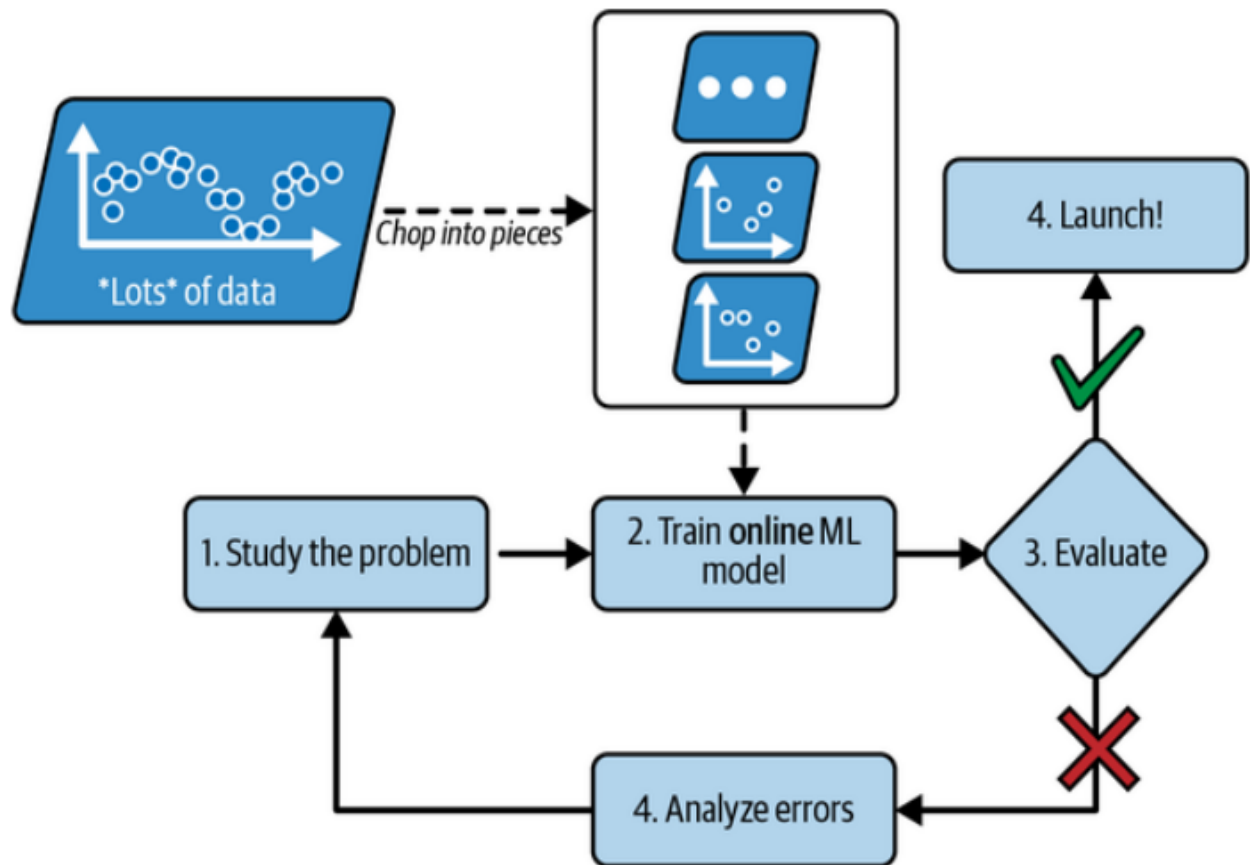 *Lots* of data
Chop into pieces
4. Launch!
1. Study the problem
2. Train online ML
model
3. Evaluate
4. Analyze errors